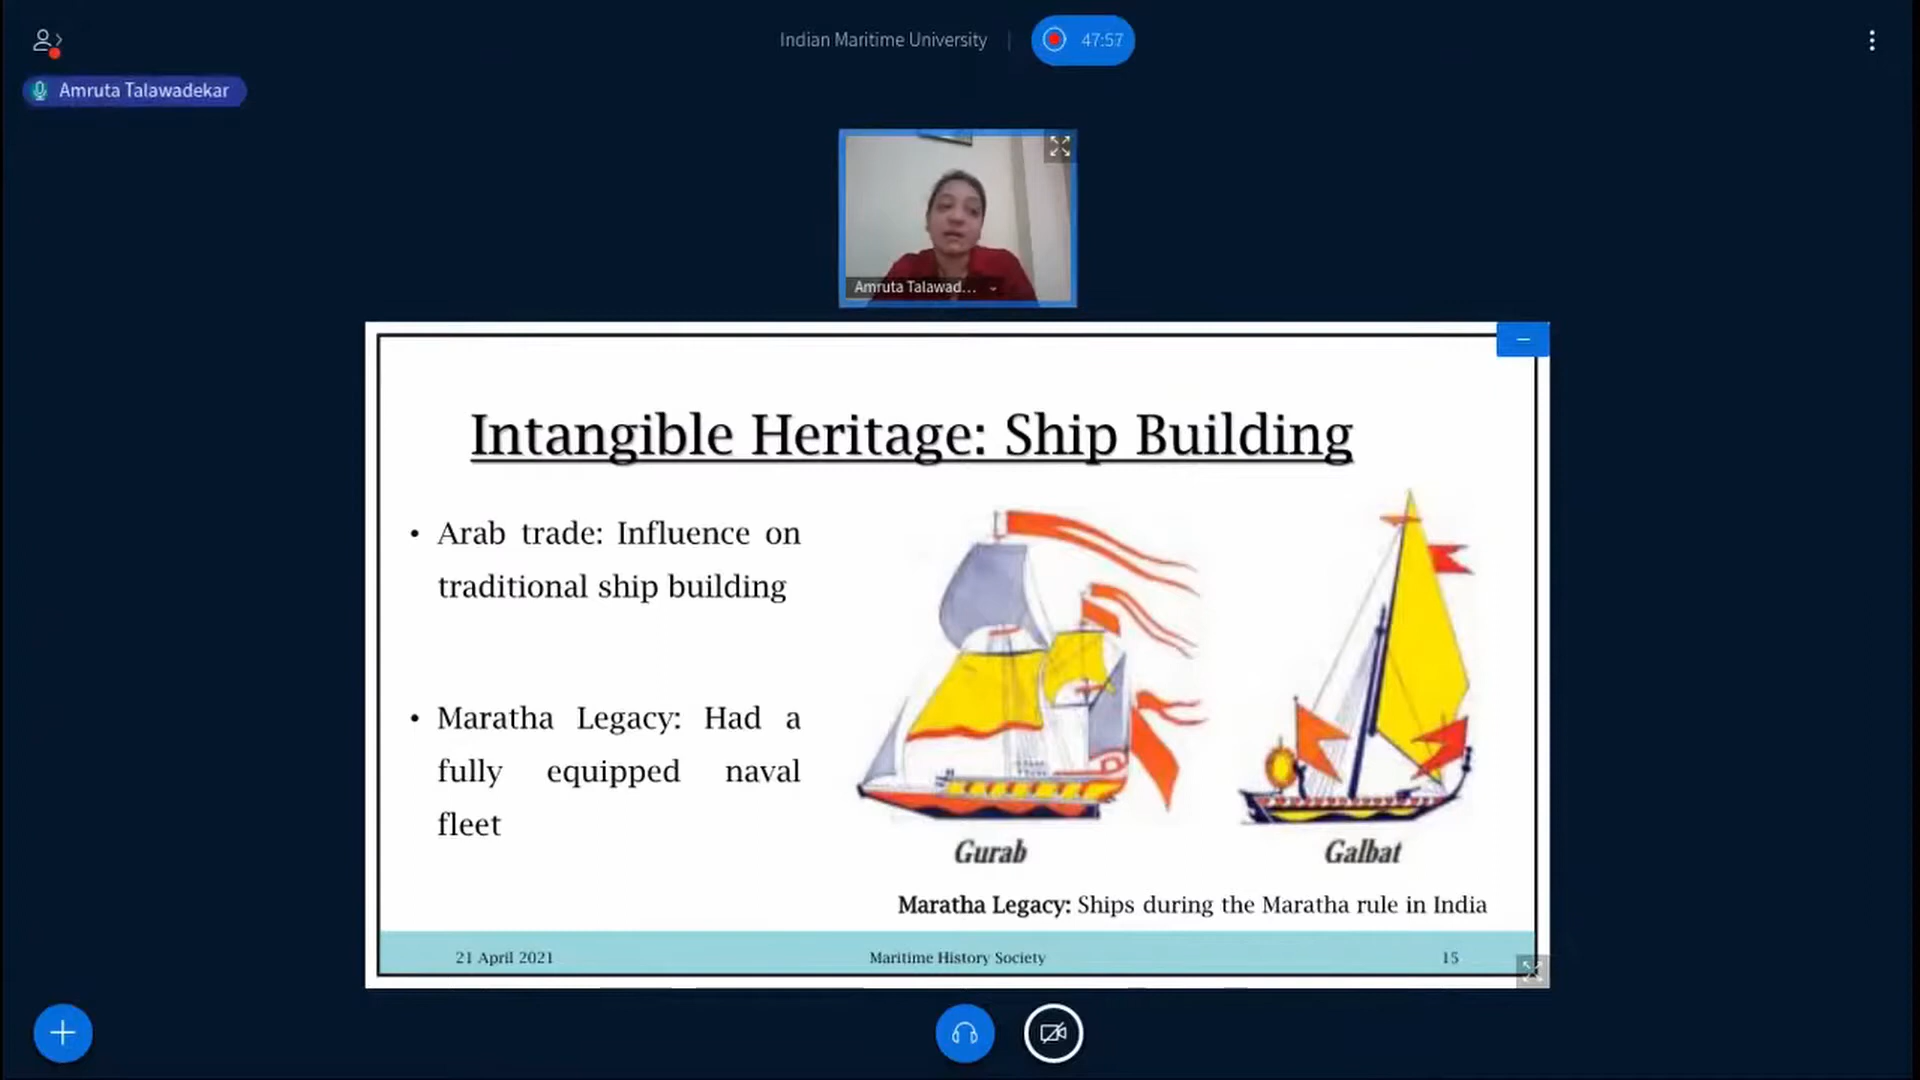 Indian Maritime University
47:57
Amruta Talawadekar
Amruta Talawad...
Intangible Heritage: Ship Building
• Arab trade: Influence on
traditional ship building
• Maratha Legacy: Had a
fully equipped naval
fleet
Gurab
Galbat
Maratha Legacy: Ships during the Maratha rule in India
21 April 2021
Maritime History Society
15